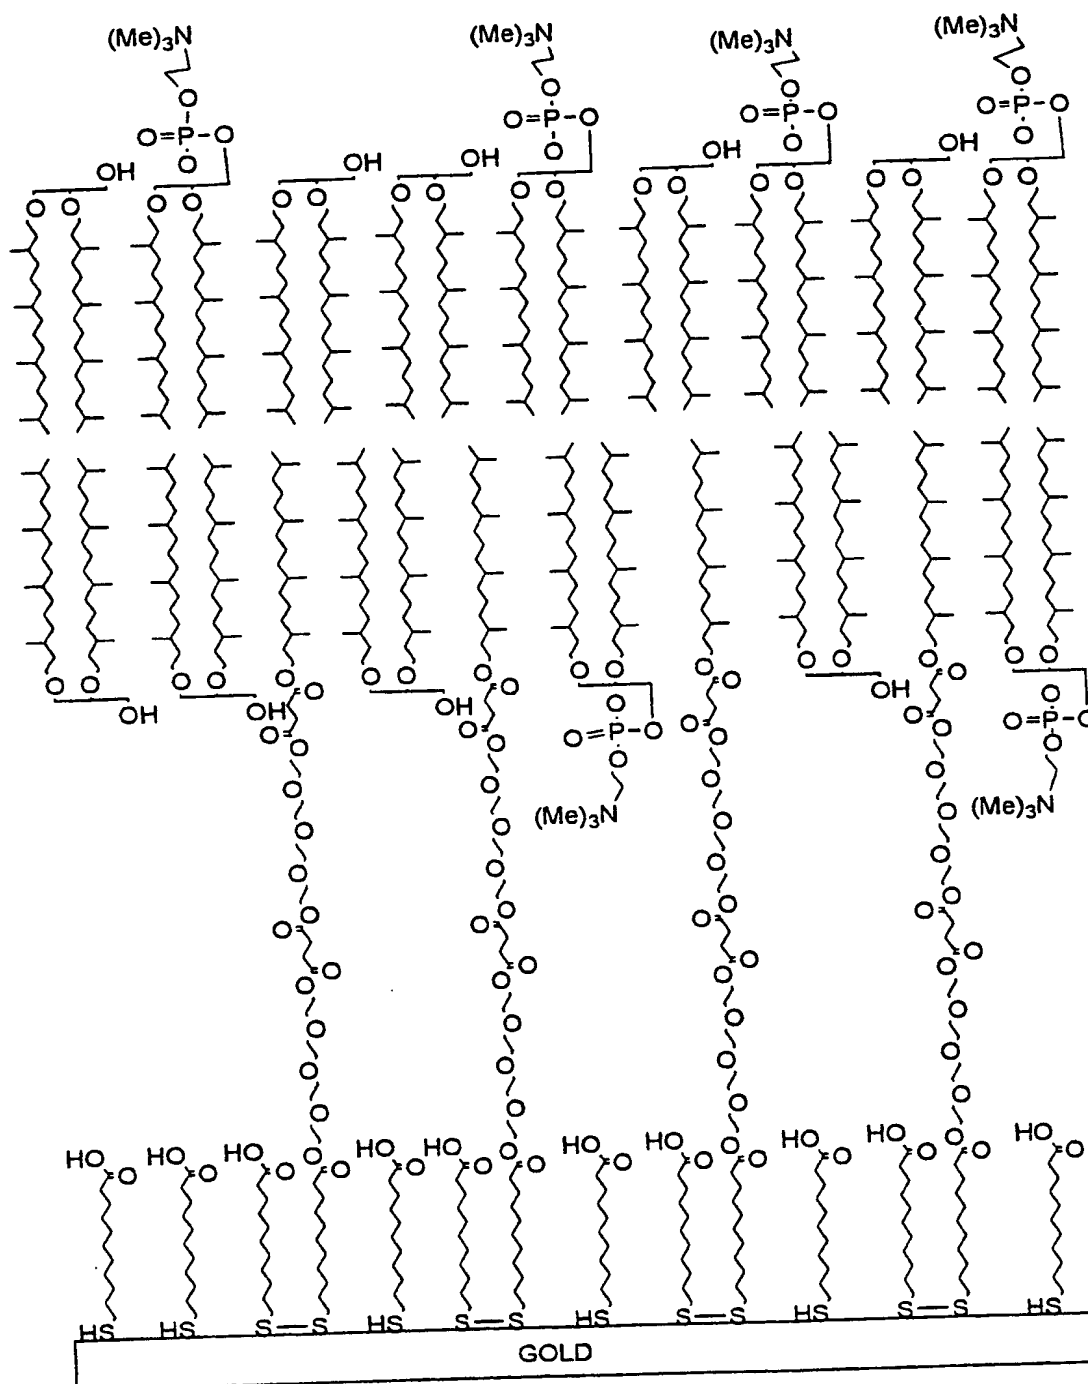 (Me)₃N (Me)₃N (Me)₃N (Me)₃N
O O O O
O=P-O O=P-O O=P-O O=P-O
O O O O
OH OH OH OH OH
O O O O O O O O O O O O O O O O O O
O O O O O O O O O O O O O O O O
O O O O
OH OH OH OH
O O O O
O O O O
O O
O=P-O O=P-O
O O
(Me)₃N (Me)₃N
O O O O
O O O O
O O O O
O O O O
O O O O
O O O O
O O O O
O O O O
O O O O
O O O O
HO O HO O HO O O O HO O HO O O O HO O HO O O O HO O HO O O O HO O
HS HS S—S HS S—S HS S—S HS S—S HS
GOLD